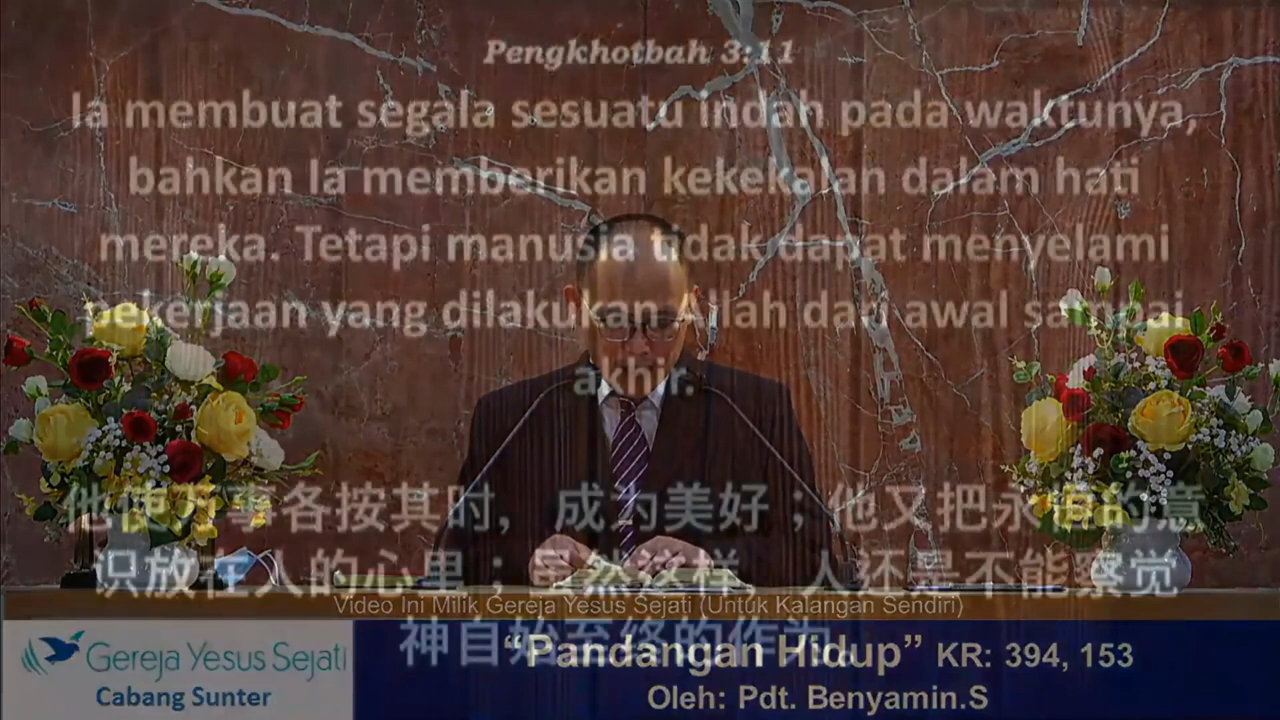 Pengkhotbah 3:11
Ia membuat segala sesuatu indah pada waktunya,
bahkan Ia memberikan kekekalan dalam hati
mereka. Tetapi manusia tidak dapat menyelami
pekerjaan yang dilakukan Allah dari awal sampai
akhir.
他使万事各按其时，成为美好；他又把永恒的意
识放在人的心里；虽然这样，人还是不能察觉
神自始至终的作为。
Video Ini Milik Gereja Yesus Sejati (Untuk Kalangan Sendiri)
Gereja Yesus Sejati
Cabang Sunter
“Pandangan Hidup” KR: 394, 153
Oleh: Pdt. Benyamin.S